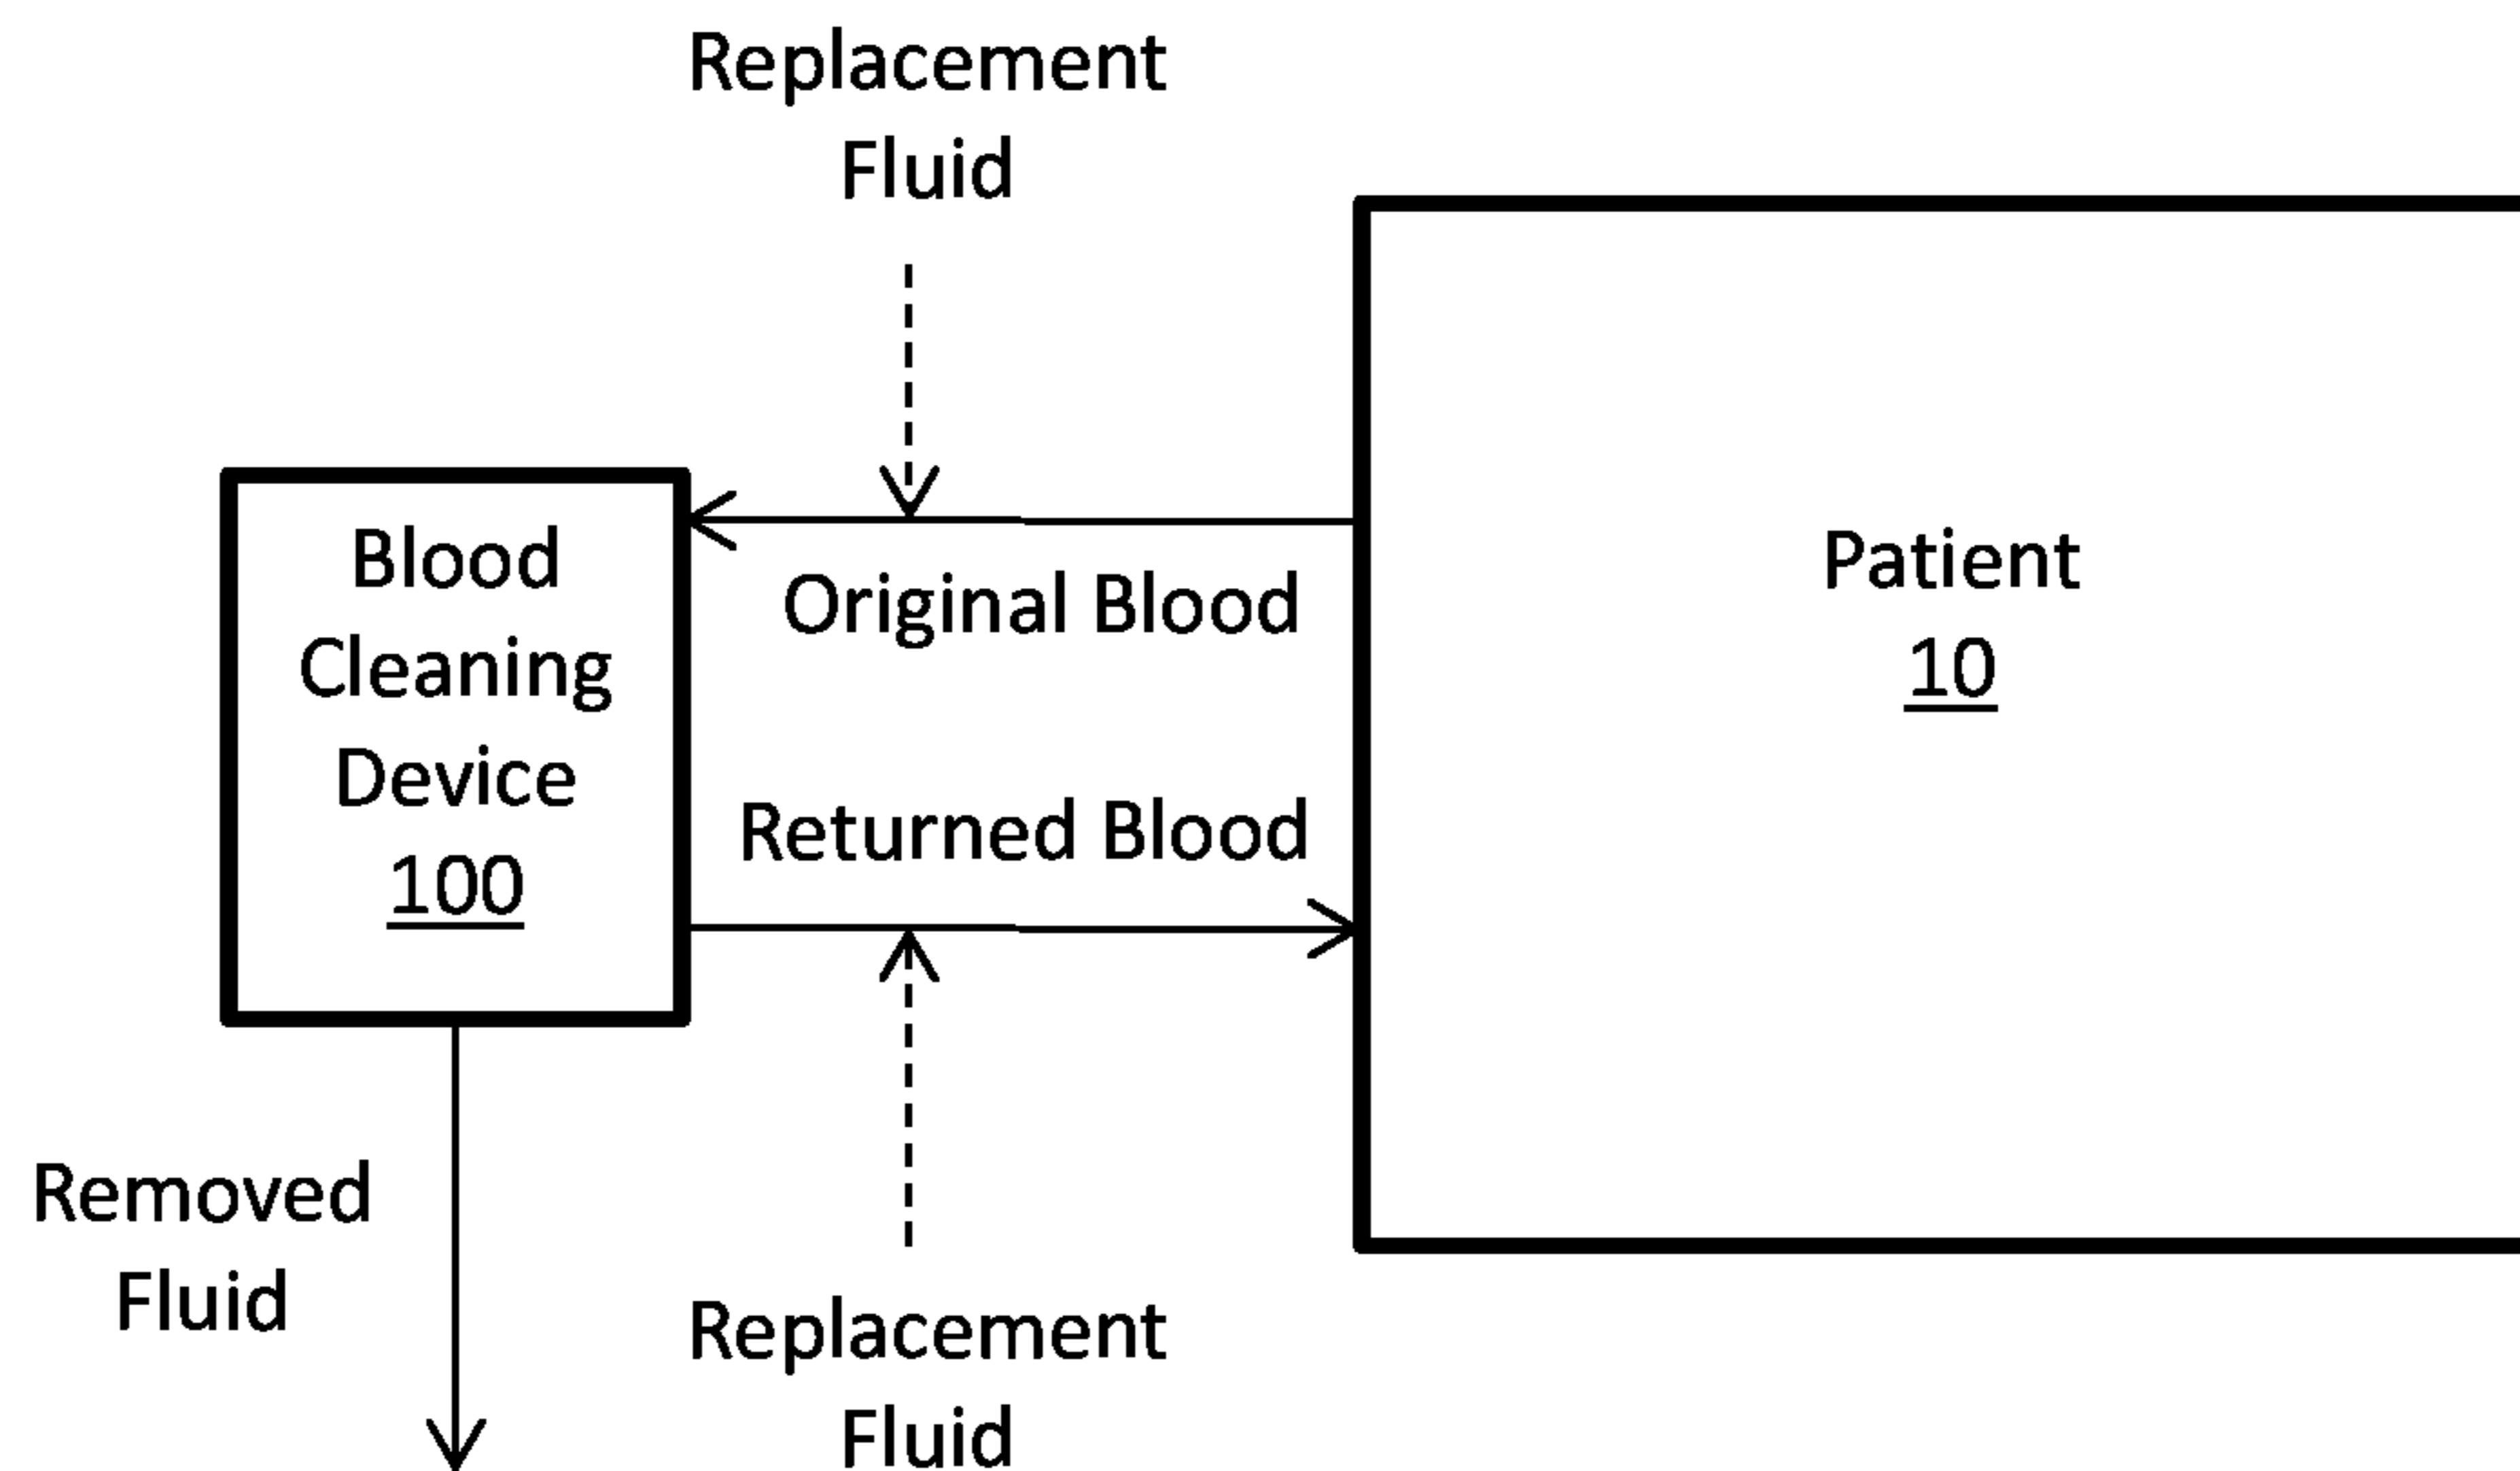 Replacement
Fluid
Blood
Cleaning
Device
100
Original Blood
Returned Blood
Patient
10
Removed
Fluid
Replacement
Fluid